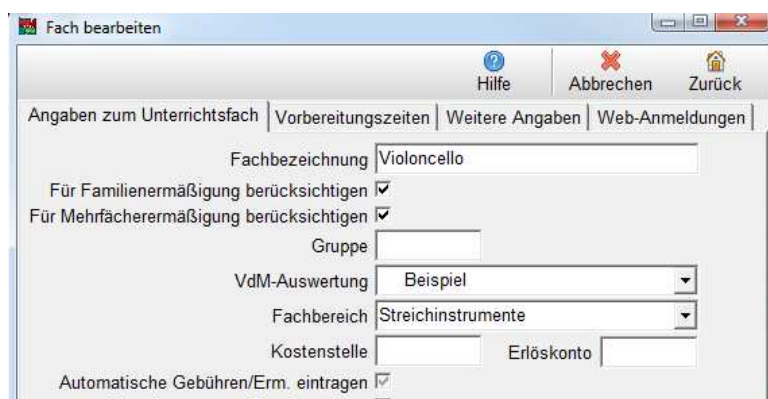 Fach bearbeiten
Hilfe Abbrechen Zurück
Angaben zum Unterrichtsfach Vorbereitungszeiten Weitere Angaben Web-Anmeldungen
Fachbezeichnung Violoncello
Für Familienermäßigung berücksichtigen
Für Mehrfächerermäßigung berücksichtigen
Gruppe
VdM-Auswertung Beispiel
Fachbereich Streichinstrumente
Kostenstelle Erlöskonto
Automatische Gebühren/Erm. eintragen